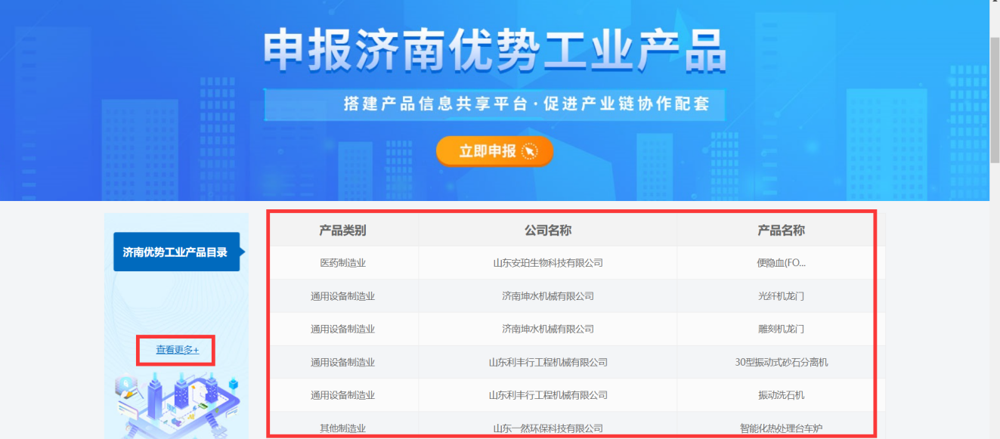 申报济南优势工业产品
搭建产品信息共享平台·促进产业链协作配套
立即申报
济南优势工业产品目录
查看更多+
产品类别 公司名称 产品名称
医药制造业 山东安珀生物科技有限公司 便隐血(FO...
通用设备制造业 济南坤水机械有限公司 光纤机龙门
通用设备制造业 济南坤水机械有限公司 雕刻机龙门
通用设备制造业 山东利丰行工程机械有限公司 30型振动式砂石分离机
通用设备制造业 山东利丰行工程机械有限公司 振动洗石机
其他制造业 山东一然环保科技有限公司 智能化热处理台车炉